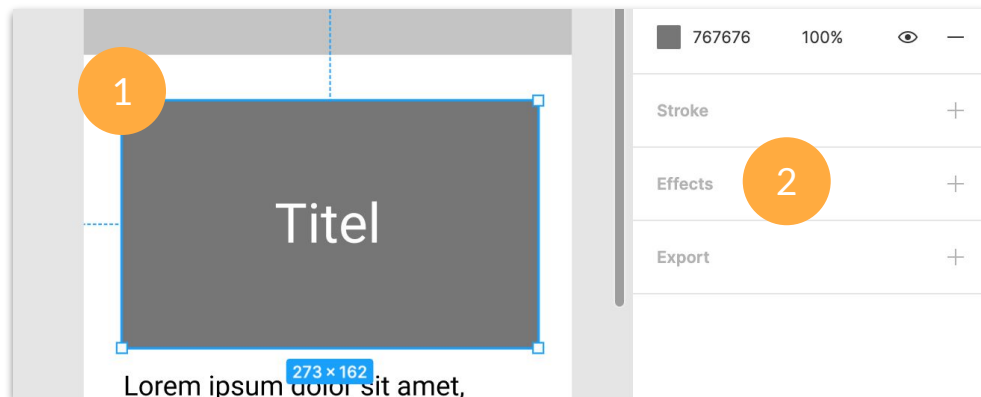 767676 100%
1
Stroke
Effects
2
Titel
Export
273 × 162
Lorem ipsum dolor sit amet,